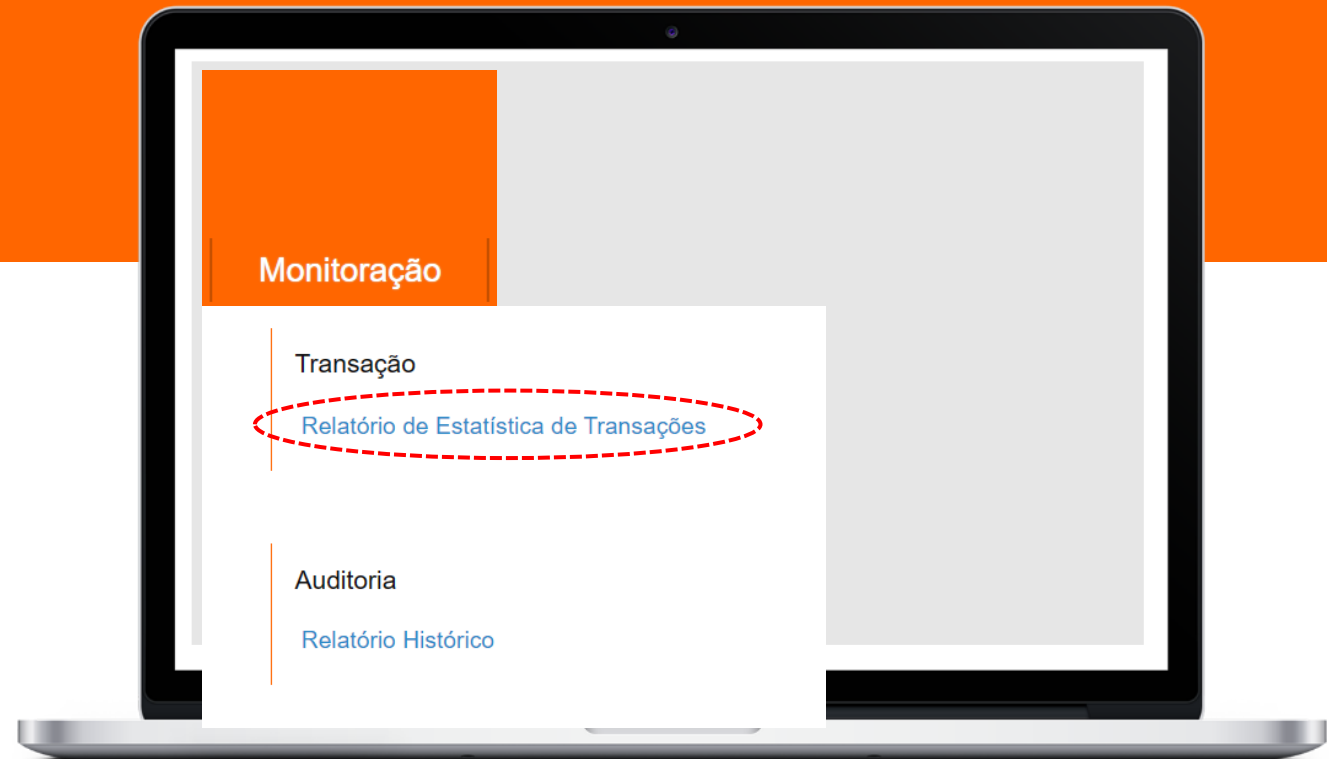 Monitoração
Transação
Relatório de Estatística de Transações
Auditoria
Relatório Histórico